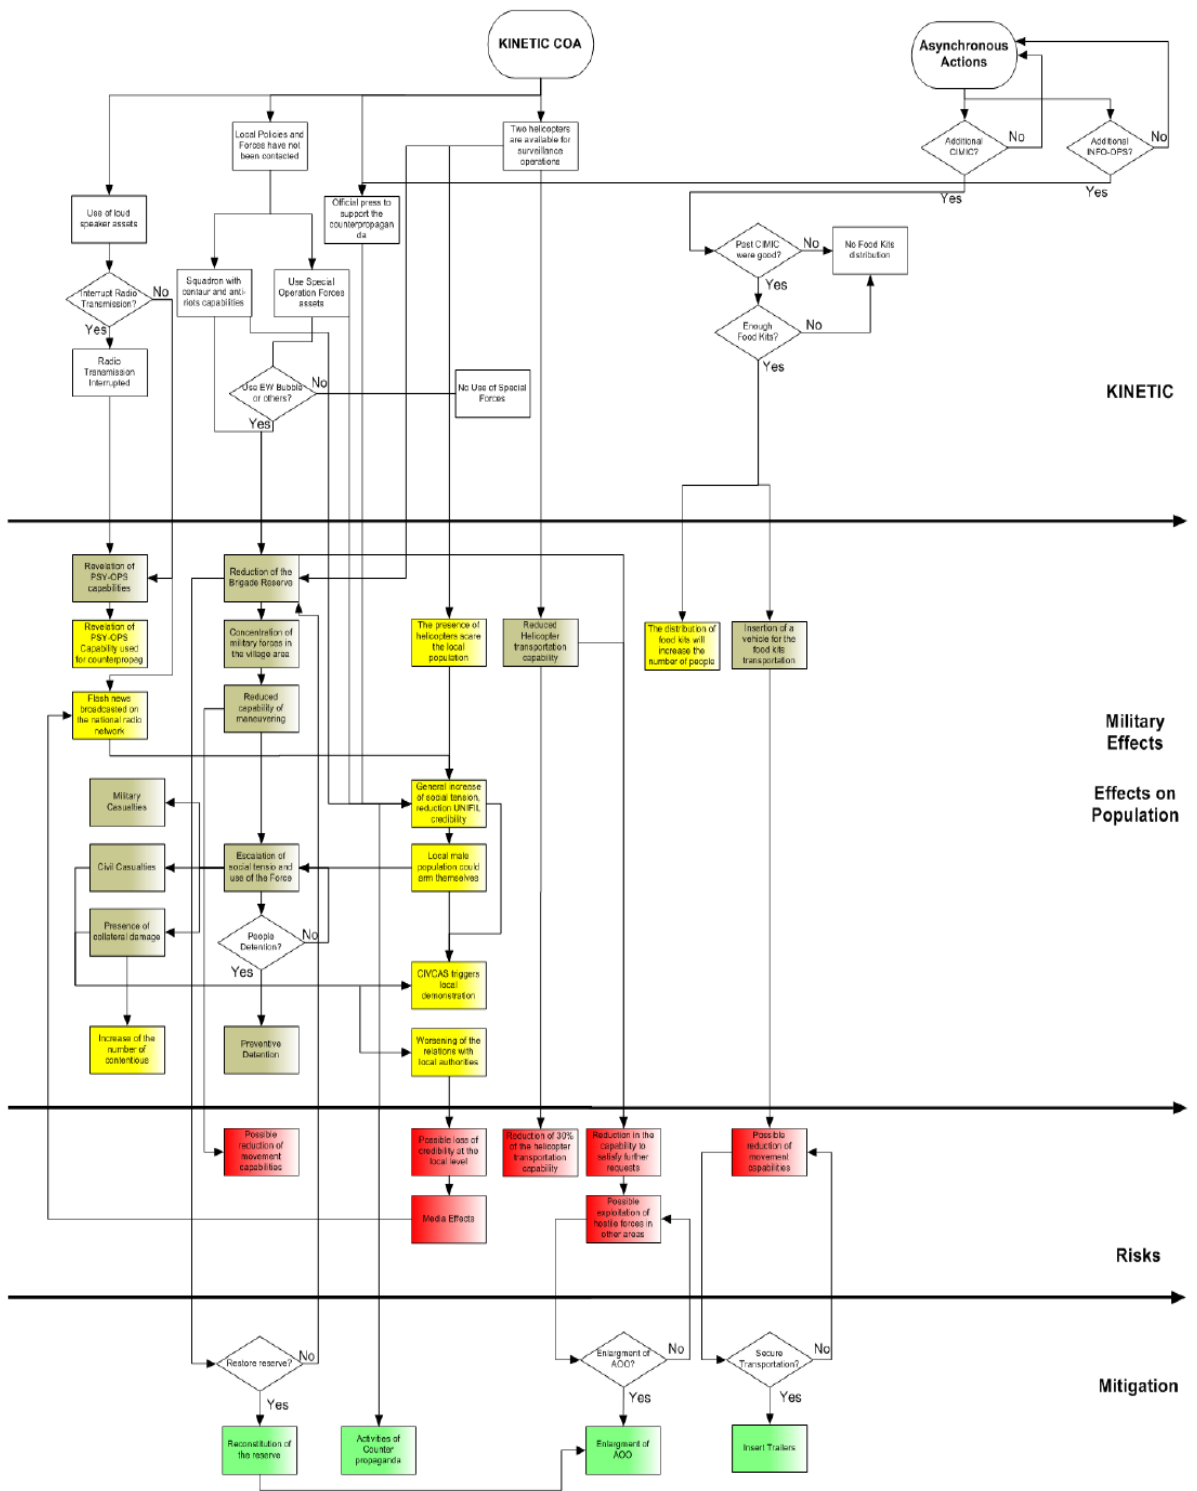 KINETIC COA
Asynchronous
Actions
Local Policies and
Forces have not
been contacted
Two helicopters
are available for
surveillance
operations
Additional
CIMIC?
No
Additional
INFO-OPS?
No
Yes
Yes
Use of loud
speaker assets
Official press to
support the
counterpropagan
da
Past CIMIC
were good?
No
No Food Kits
distribution
Yes
Interrupt Radio
Transmission?
No
Yes
Squadron with
centaur and anti-
riots capabilities
Use Special
Operation Forces
assets
Enough
Food Kits?
No
Yes
Radio
Transmission
Interrupted
Use EW Bubble
or others?
No
Yes
No Use of Special
Forces
KINETIC
Revelation of
PSY-OPS
capabilities
Reduction of the
Brigade Reserve
Revelation of
PSY-OPS
Capability used
for counterpropeg
Concentration of
military forces in
the village area
The presence of
helicopters scare
the local
population
Reduced
Helicopter
transportation
capability
The distribution of
food kits will
increase the
number of people
Insertion of a
vehicle for the
food kits
transportation
Flash news
broadcasted on
the national radio
network
Reduced
capability of
maneuvering
Military
Effects
Effects on
Population
Military
Casualties
General increase
of social tension,
reduction UNIFIL
credibility
Civil Casualties
Escalation of
social tensio and
use of the Force
Local male
population could
arm themselves
Presence of
collateral damage
People
Detention?
No
Yes
CIVCAS triggers
local
demonstration
Increase of the
number of
contentious
Preventive
Detention
Worsening of the
relations with
local authorities
Possible
reduction of
movement
capabilities
Possible loss of
credibility at the
local level
Reduction of 30%
of the helicopter
transportation
capability
Reduction in the
capability to
satisfy further
requests
Possible
reduction of
movement
capabilities
Media Effects
Possible
exploitation of
hostile forces in
other areas
Risks
Restore reserve?
No
Yes
Enlargment of
AOO?
No
Yes
Secure
Transportation?
No
Yes
Mitigation
Reconstitution of
the reserve
Activities of
Counter
propaganda
Enlargment of
AOO
Insert Trailers